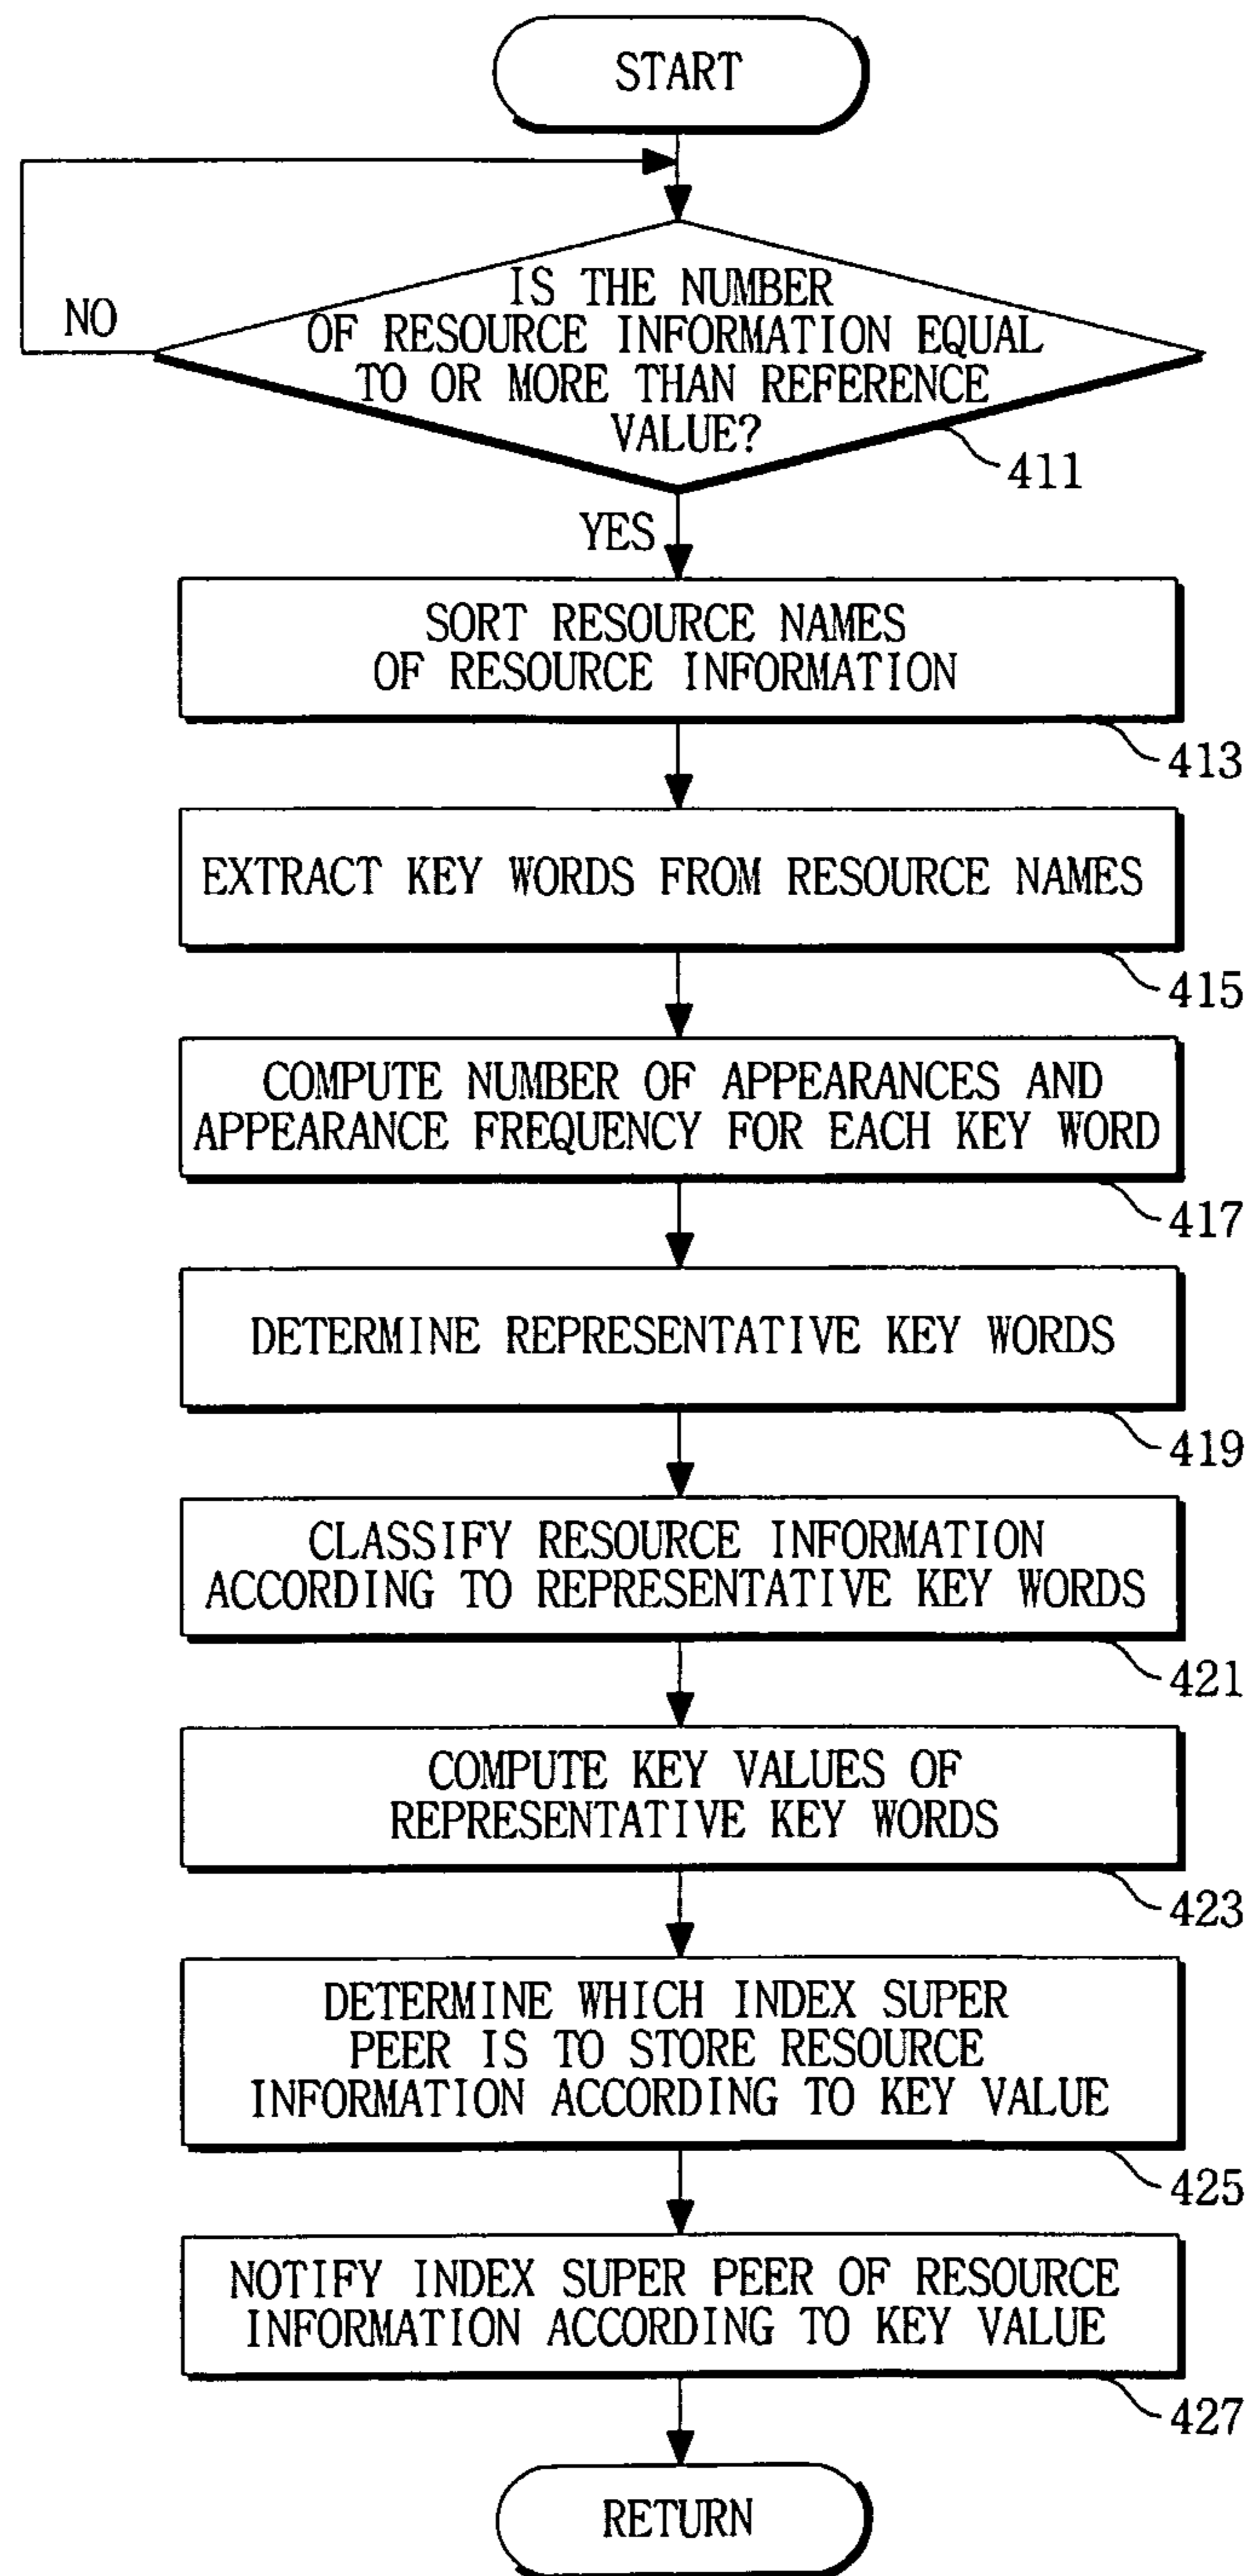 START
NO
IS THE NUMBER
OF RESOURCE INFORMATION EQUAL
TO OR MORE THAN REFERENCE
VALUE?
411
YES
SORT RESOURCE NAMES
OF RESOURCE INFORMATION
413
EXTRACT KEY WORDS FROM RESOURCE NAMES
415
COMPUTE NUMBER OF APPEARANCES AND
APPEARANCE FREQUENCY FOR EACH KEY WORD
417
DETERMINE REPRESENTATIVE KEY WORDS
419
CLASSIFY RESOURCE INFORMATION
ACCORDING TO REPRESENTATIVE KEY WORDS
421
COMPUTE KEY VALUES OF
REPRESENTATIVE KEY WORDS
423
DETERMINE WHICH INDEX SUPER
PEER IS TO STORE RESOURCE
INFORMATION ACCORDING TO KEY VALUE
425
NOTIFY INDEX SUPER PEER OF RESOURCE
INFORMATION ACCORDING TO KEY VALUE
427
RETURN